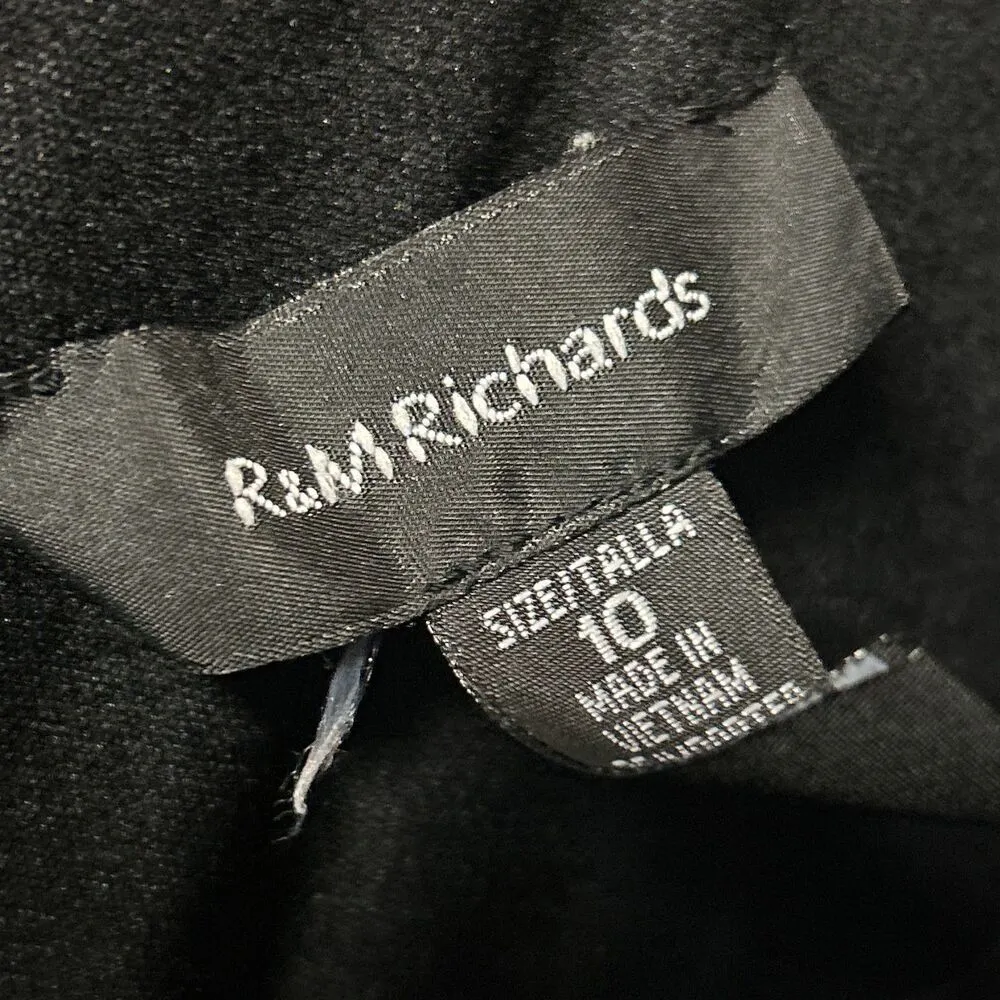 R&M Richards
SIZE/TALLA
10
MADE IN
VIETNAM